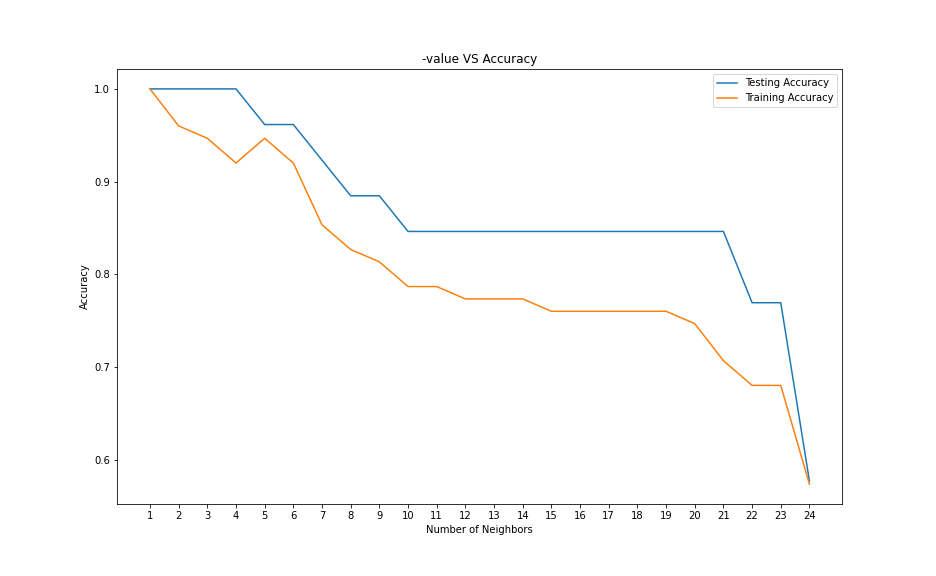 -value VS Accuracy
Testing Accuracy
Training Accuracy
1.0
0.9
0.8
0.7
0.6
Accuracy
1 2 3 4 5 6 7 8 9 10 11 12 13 14 15 16 17 18 19 20 21 22 23 24
Number of Neighbors